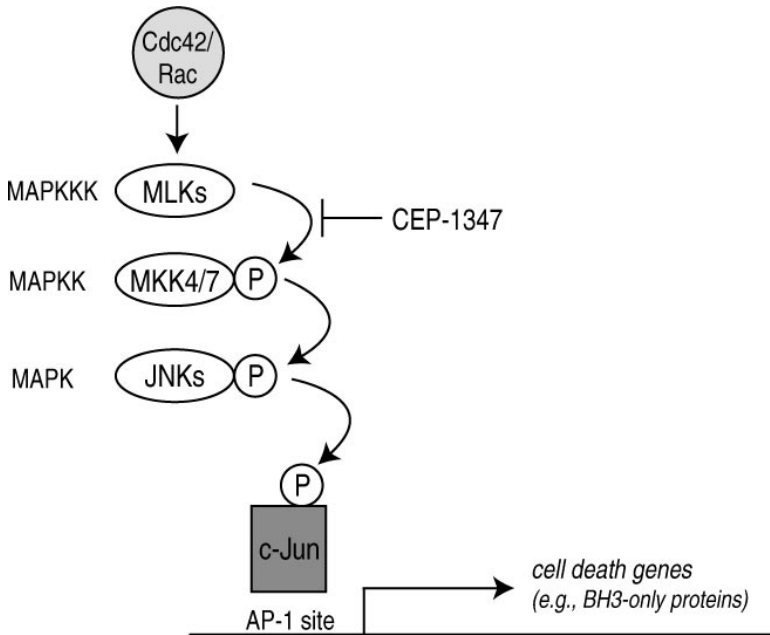 Cdc42/
Rac
MAPKKK MLKs
CEP-1347
MAPKK MKK4/7 P
MAPK JNKs P
P
c-Jun
cell death genes
(e.g., BH3-only proteins)
AP-1 site